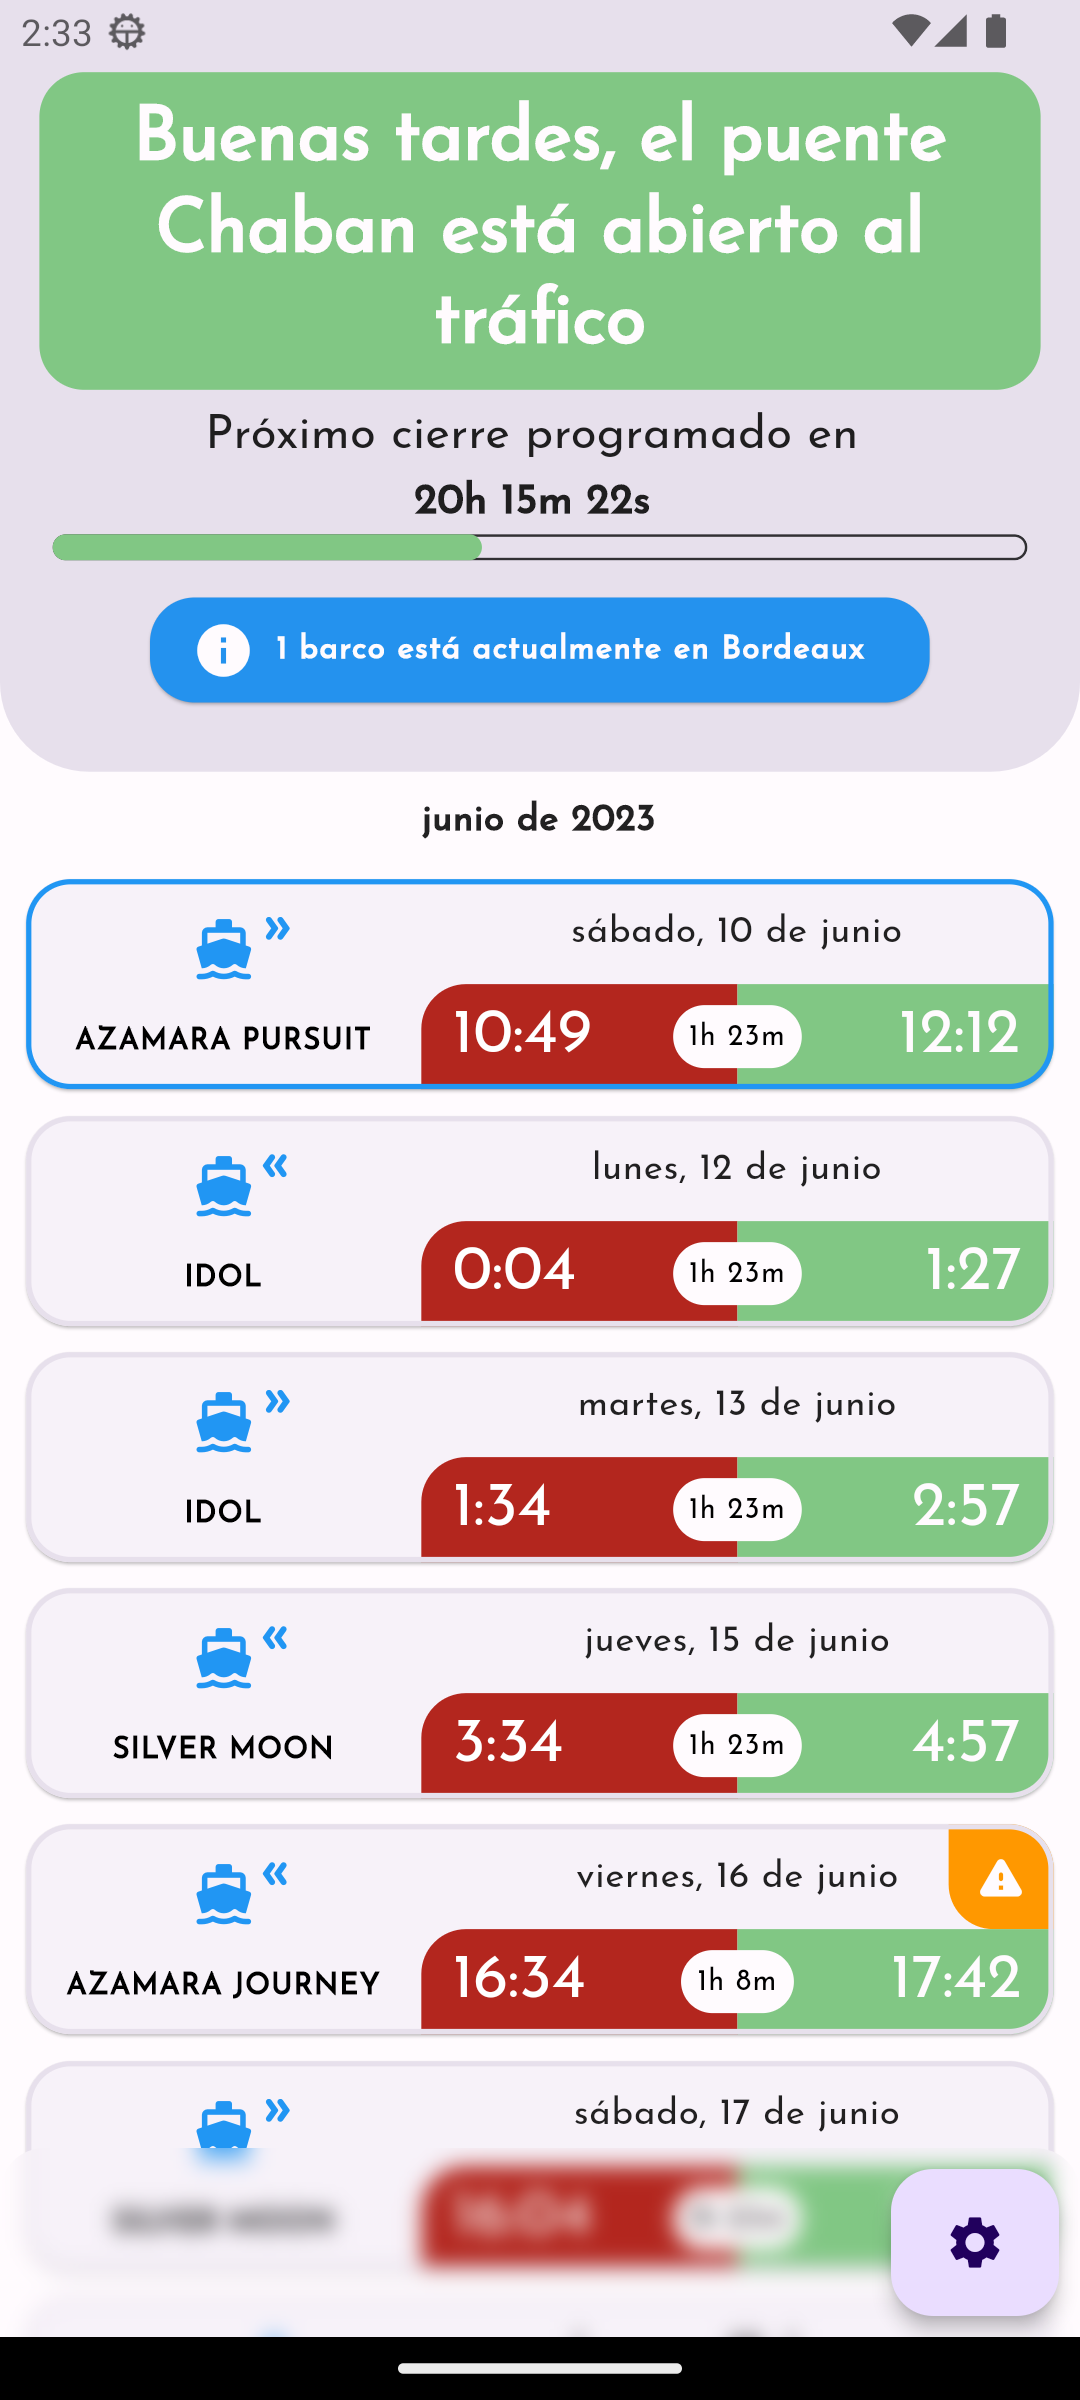 2:33
Buenas tardes, el puente
Chaban está abierto al
tráfico
Próximo cierre programado en
20h 15m 22s
1 barco está actualmente en Bordeaux
junio de 2023
sábado, 10 de junio
AZAMARA PURSUIT
10:49 1h 23m 12:12
lunes, 12 de junio
IDOL
0:04 1h 23m 1:27
martes, 13 de junio
IDOL
1:34 1h 23m 2:57
jueves, 15 de junio
SILVER MOON
3:34 1h 23m 4:57
viernes, 16 de junio
AZAMARA JOURNEY
16:34 1h 8m 17:42
sábado, 17 de junio
SILVER MOON